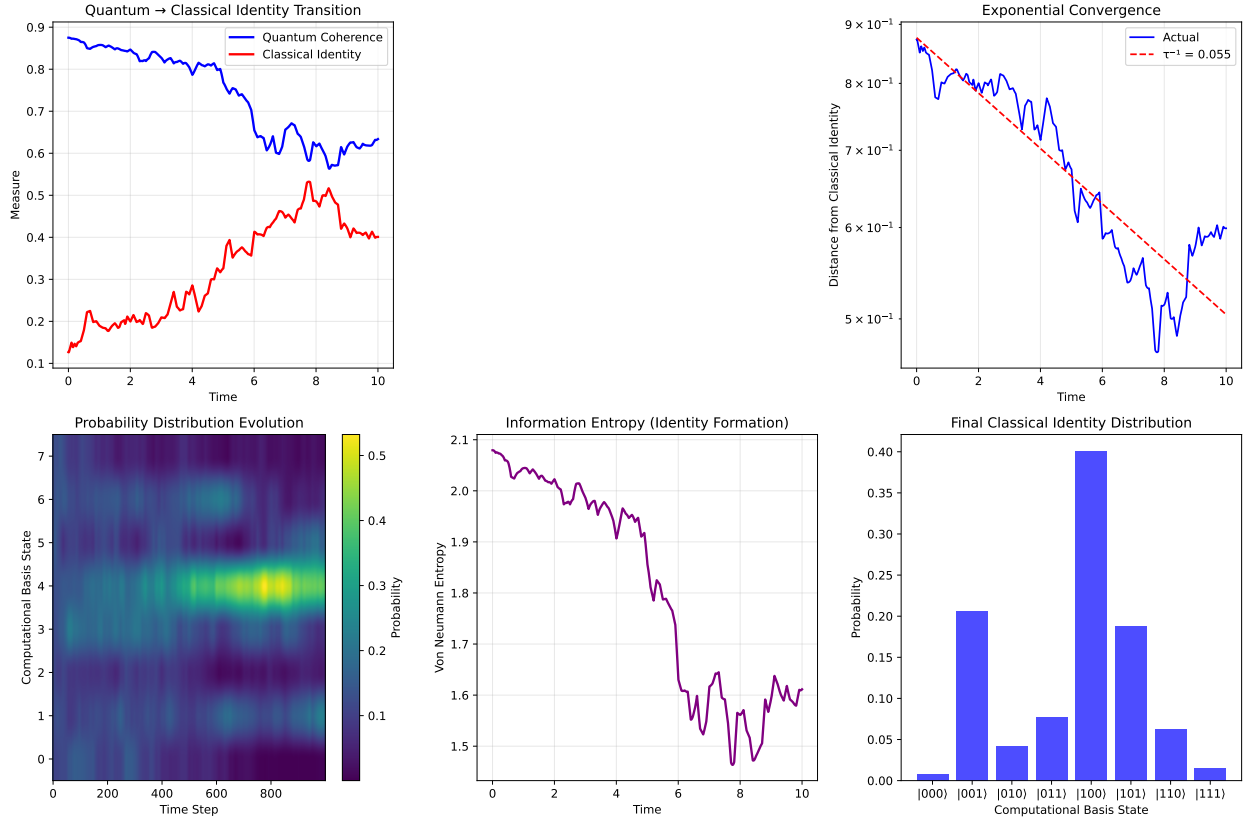 Quantum → Classical Identity Transition
Quantum Coherence
Classical Identity
0.9
0.8
0.7
0.6
0.5
0.4
0.3
0.2
0.1
Measure
0 2 4 6 8 10
Time
Exponential Convergence
Actual
τ⁻¹ = 0.055
9 × 10⁻¹
8 × 10⁻¹
7 × 10⁻¹
6 × 10⁻¹
5 × 10⁻¹
Distance from Classical Identity
0 2 4 6 8 10
Time
Probability Distribution Evolution
7
6
5
4
3
2
1
0
Computational Basis State
0 200 400 600 800
Time Step
0.5
0.4
0.3
0.2
0.1
Probability
Information Entropy (Identity Formation)
2.1
2.0
1.9
1.8
1.7
1.6
1.5
Von Neumann Entropy
0 2 4 6 8 10
Time
Final Classical Identity Distribution
0.40
0.35
0.30
0.25
0.20
0.15
0.10
0.05
0.00
Probability
|000⟩ |001⟩ |010⟩ |011⟩ |100⟩ |101⟩ |110⟩ |111⟩
Computational Basis State